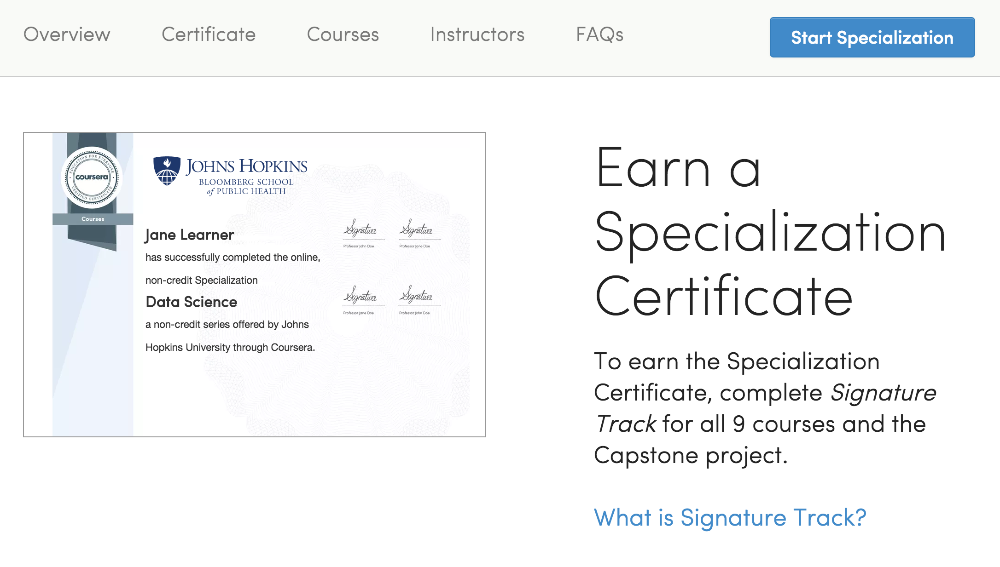 Overview Certificate Courses Instructors FAQs Start Specialization
EDUCATION FOR EVERYONE
coursera
VERIFIED CERTIFICATE
Courses
JOHNS HOPKINS
BLOOMBERG SCHOOL
of PUBLIC HEALTH
Jane Learner
has successfully completed the online,
non-credit Specialization
Data Science
a non-credit series offered by Johns
Hopkins University through Coursera.
Signature Signature
Professor John Doe Professor Jane Doe
Signature Signature
Professor Jane Doe Professor John Doe
Earn a
Specialization
Certificate
To earn the Specialization
Certificate, complete Signature
Track for all 9 courses and the
Capstone project.
What is Signature Track?